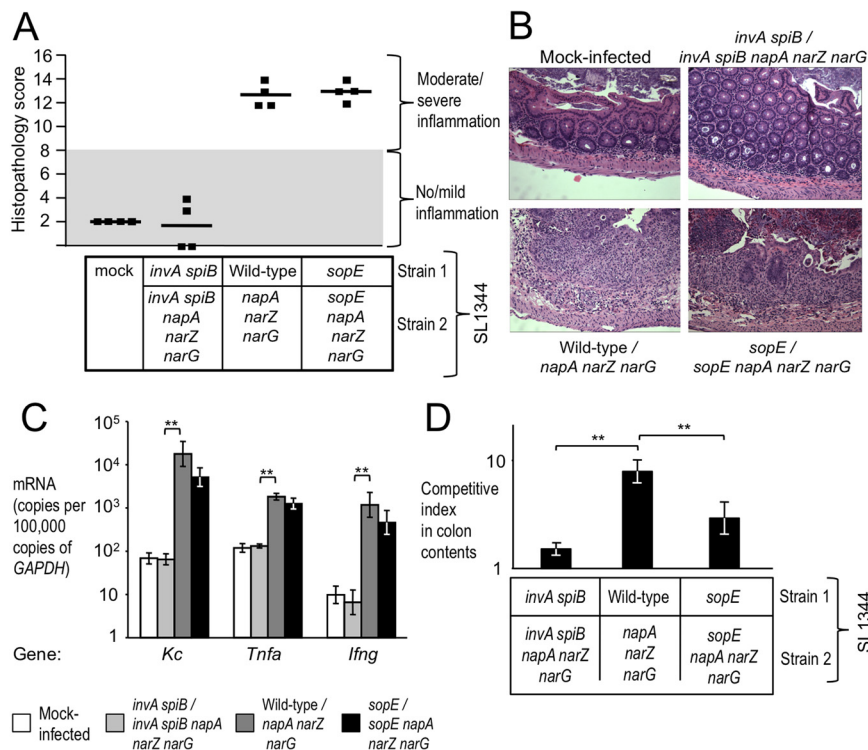 A
Histopathology score
16
14
12
10
8
6
4
2
Moderate/
severe
inflammation
No/mild
inflammation
mock
invA spiB
Wild-type
sopE
Strain 1
invA spiB
napA
narZ
narG
napA
narZ
narG
sopE
napA
narZ
narG
Strain 2
SL1344
B
Mock-infected
invA spiB /
invA spiB napA narZ narG
Wild-type /
napA narZ narG
sopE /
sopE napA narZ narG
C
mRNA
(copies per
100,000
copies of
GAPDH)
10⁵
10⁴
10³
10²
10
1
**
**
**
Gene:
Kc
Tnfa
Ifng
Mock-
infected
invA spiB /
invA spiB napA
narZ narG
Wild-type /
napA narZ
narG
sopE /
sopE napA
narZ narG
D
Competitive
index
in colon
contents
10
1
**
**
invA spiB
Wild-type
sopE
Strain 1
invA spiB
napA narZ
narG
napA
narZ
narG
sopE
napA narZ
narG
Strain 2
SL1344